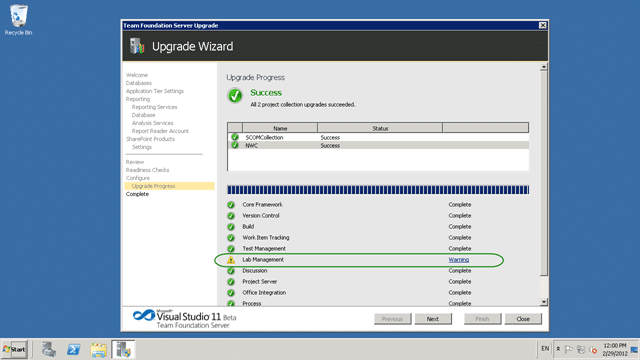 Recycle Bin
Team Foundation Server Upgrade
Upgrade Wizard
Welcome
Databases
Application Tier Settings
Reporting
Reporting Services
Database
Analysis Services
Report Reader Account
SharePoint Products
Settings
Review
Readiness Checks
Configure
Upgrade Progress
Complete
Upgrade Progress
Success
All 2 project collection upgrades succeeded.
Name Status
SCOMCollection Success
NWC Success
Core Framework Complete
Version Control Complete
Build Complete
Work Item Tracking Complete
Test Management Complete
Lab Management Warning
Discussion Complete
Project Server Complete
Office Integration Complete
Process Complete
Microsoft
Visual Studio 11 Beta
Team Foundation Server
Previous Next Finish Close
Start
EN
12:00 PM
2/29/2012